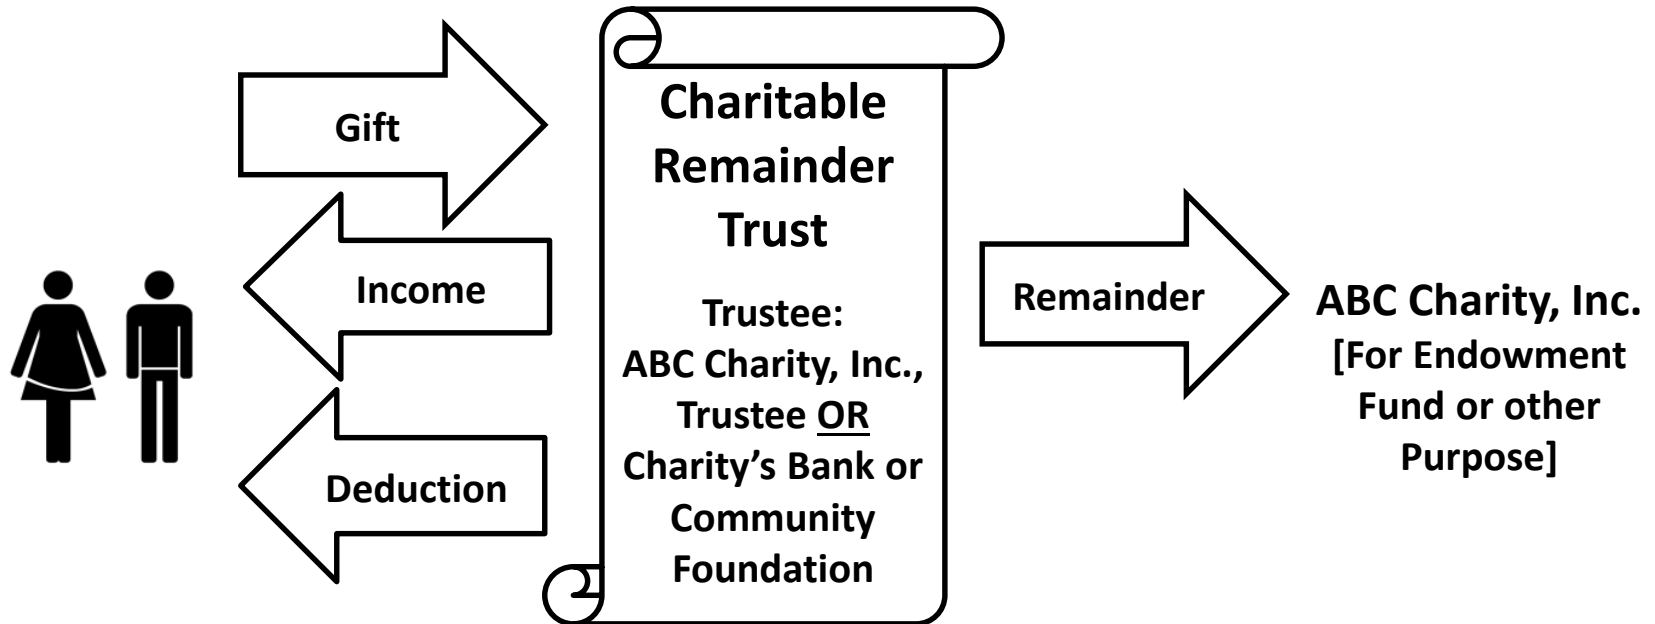 Gift
Income
Deduction
Charitable
Remainder
Trust
Trustee:
ABC Charity, Inc.,
Trustee OR
Charity’s Bank or
Community
Foundation
Remainder
ABC Charity, Inc.
[For Endowment
Fund or other
Purpose]